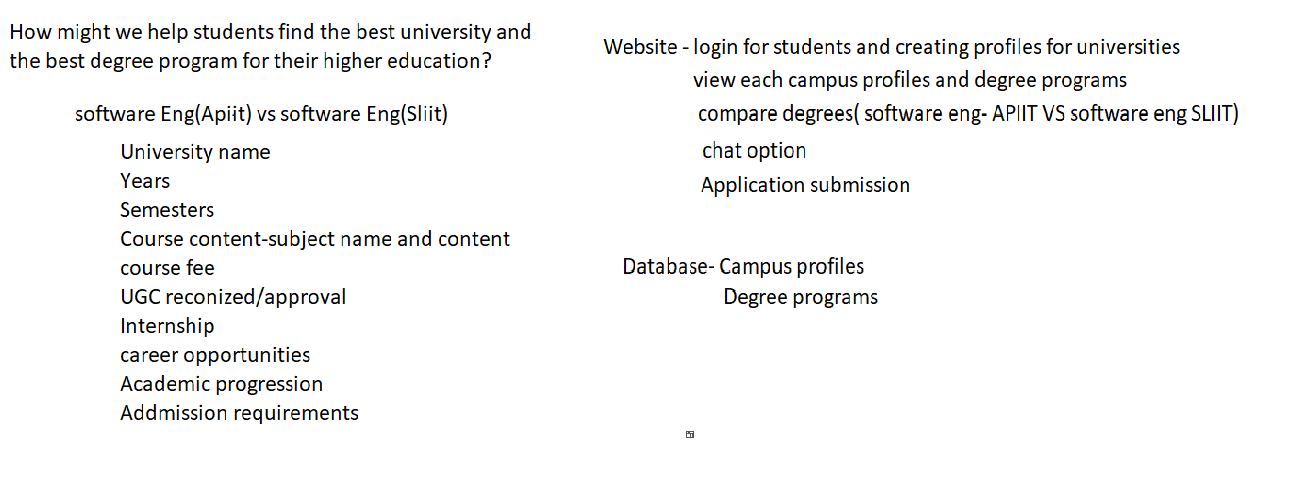 How might we help students find the best university and
the best degree program for their higher education?
software Eng(Apiit) vs software Eng(Sliit)
University name
Years
Semesters
Course content-subject name and content
course fee
UGC reconized/approval
Internship
career opportunities
Academic progression
Addmission requirements
Website - login for students and creating profiles for universities
view each campus profiles and degree programs
compare degrees( software eng- APIIT VS software eng SLIIT)
chat option
Application submission
Database- Campus profiles
Degree programs